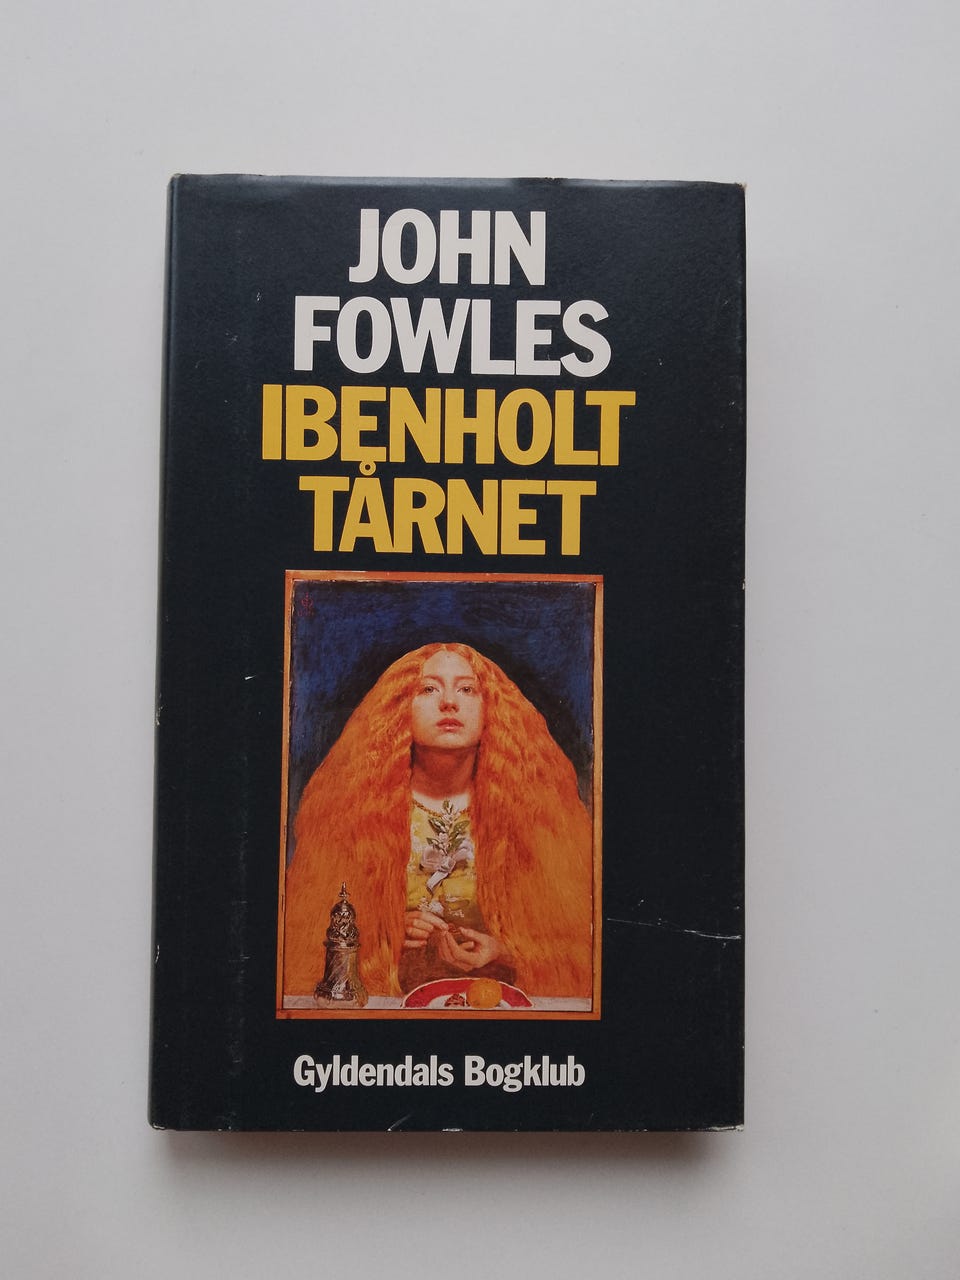 JOHN
FOWLES
IBENHOLT
TÅRNET
Gyldendals Bogklub